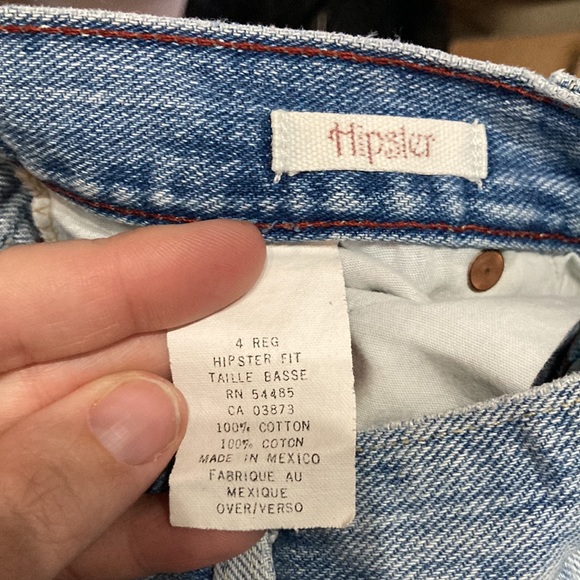 Hipster
4 REG
HIPSTER FIT
TAILLE BASSE
RN 54485
CA 03873
100% COTTON
100% COTON
MADE IN MEXICO
FABRIQUE AU
MEXIQUE
OVER/VERSO